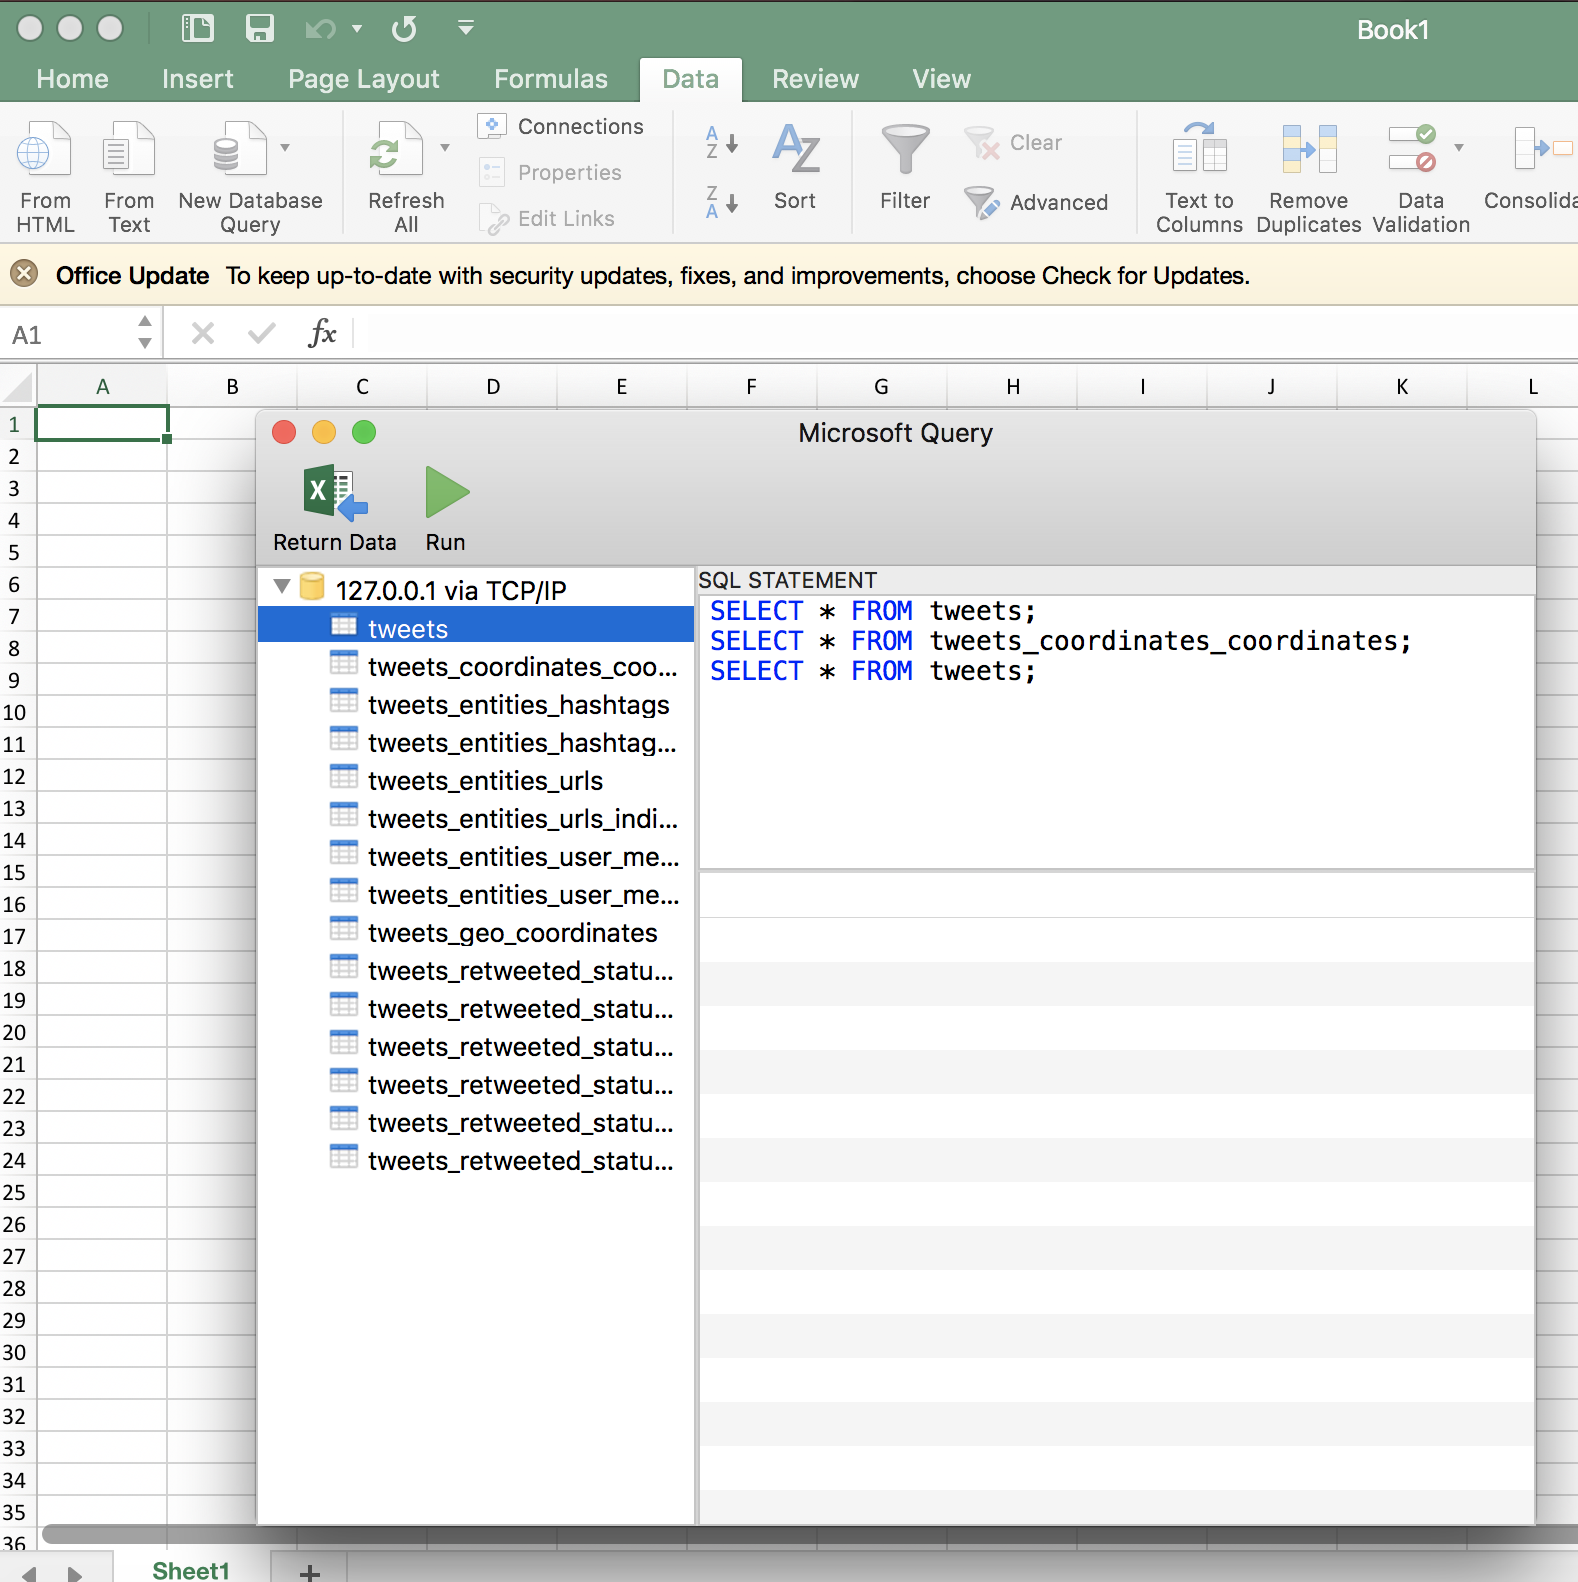 Book1
Home Insert Page Layout Formulas Data Review View
From HTML
From Text
New Database Query
Refresh All
Connections
Properties
Edit Links
A Z
Z A
AZ
Sort
Filter
Clear
Advanced
Text to Columns
Remove Duplicates
Data Validation
Consolida
Office Update To keep up-to-date with security updates, fixes, and improvements, choose Check for Updates.
A1
fx
A B C D E F G H I J K L
1
2
3
4
5
6
7
8
9
10
11
12
13
14
15
16
17
18
19
20
21
22
23
24
25
26
27
28
29
30
31
32
33
34
35
36
Microsoft Query
X
Return Data Run
127.0.0.1 via TCP/IP
tweets
tweets_coordinates_coo...
tweets_entities_hashtags
tweets_entities_hashtag...
tweets_entities_urls
tweets_entities_urls_indi...
tweets_entities_user_me...
tweets_entities_user_me...
tweets_geo_coordinates
tweets_retweeted_statu...
tweets_retweeted_statu...
tweets_retweeted_statu...
tweets_retweeted_statu...
tweets_retweeted_statu...
tweets_retweeted_statu...
SQL STATEMENT
SELECT * FROM tweets;
SELECT * FROM tweets_coordinates_coordinates;
SELECT * FROM tweets;
Sheet1 +